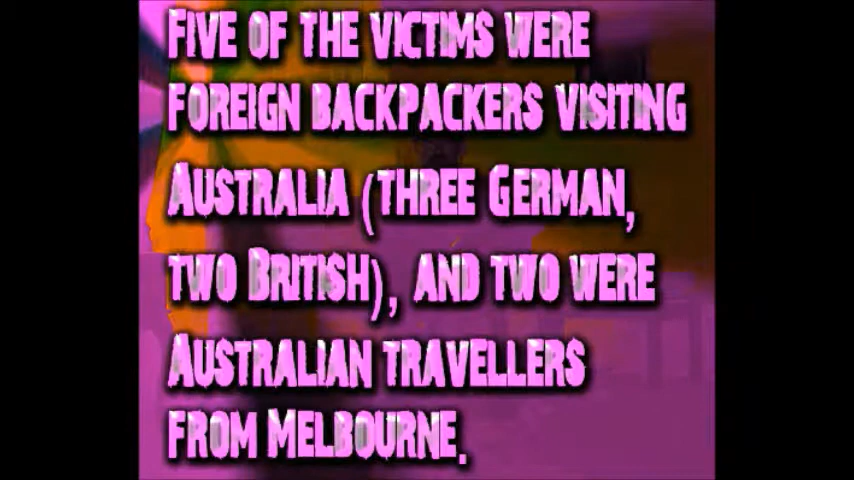 Five of the victims were
foreign backpackers visiting
Australia (three German,
two British), and two were
Australian travellers
from Melbourne.